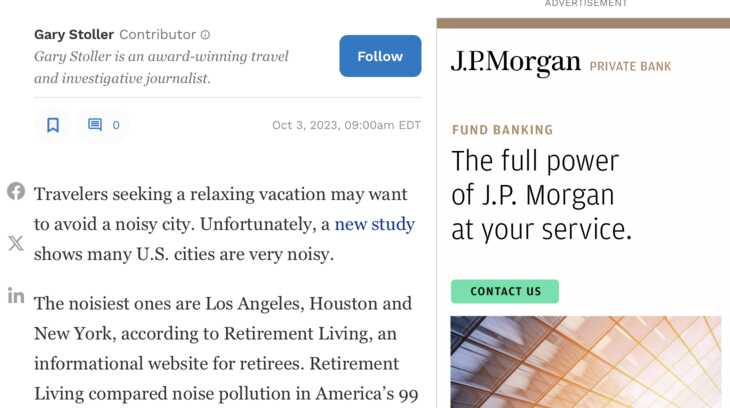 ADVERTISEMENT
Gary Stoller Contributor
Gary Stoller is an award-winning travel
and investigative journalist.
Follow
0
Oct 3, 2023, 09:00am EDT
Travelers seeking a relaxing vacation may want
to avoid a noisy city. Unfortunately, a new study
shows many U.S. cities are very noisy.
The noisiest ones are Los Angeles, Houston and
New York, according to Retirement Living, an
informational website for retirees. Retirement
Living compared noise pollution in America’s 99
J.P.Morgan PRIVATE BANK
FUND BANKING
The full power
of J.P. Morgan
at your service.
CONTACT US